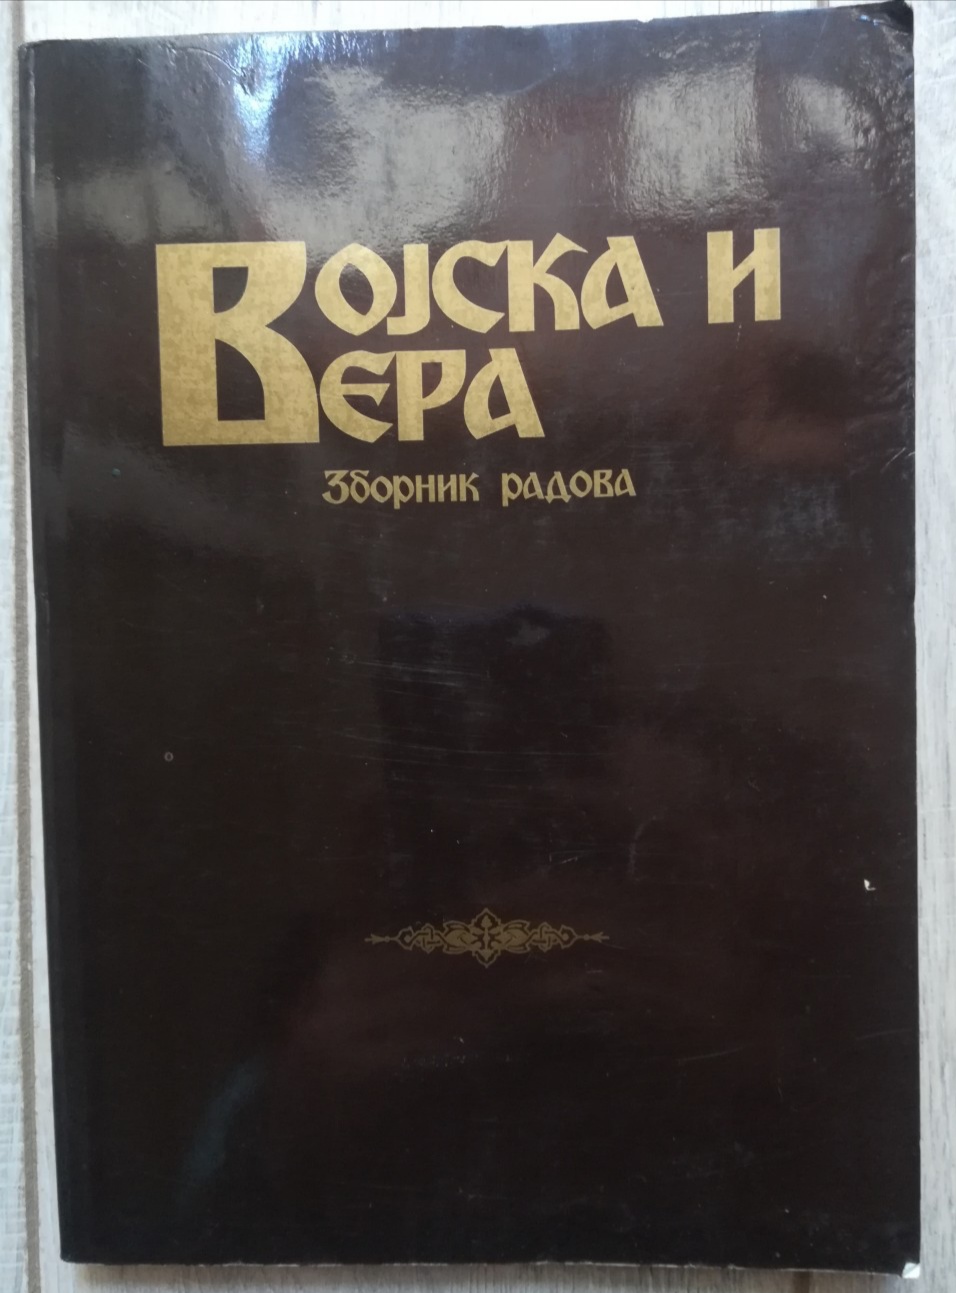 Војска и
Вера
Зборник радова